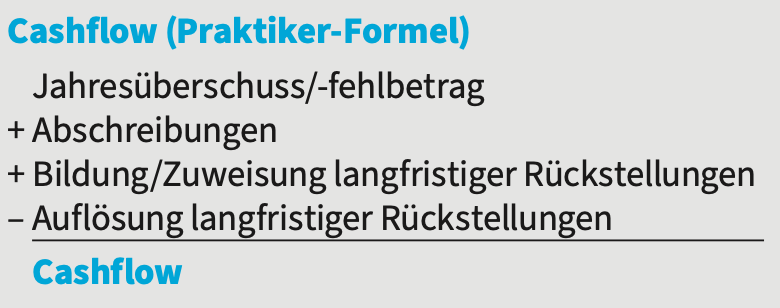 Cashflow (Praktiker-Formel)
Jahresüberschuss/-fehlbetrag
+ Abschreibungen
+ Bildung/Zuweisung langfristiger Rückstellungen
– Auflösung langfristiger Rückstellungen
Cashflow